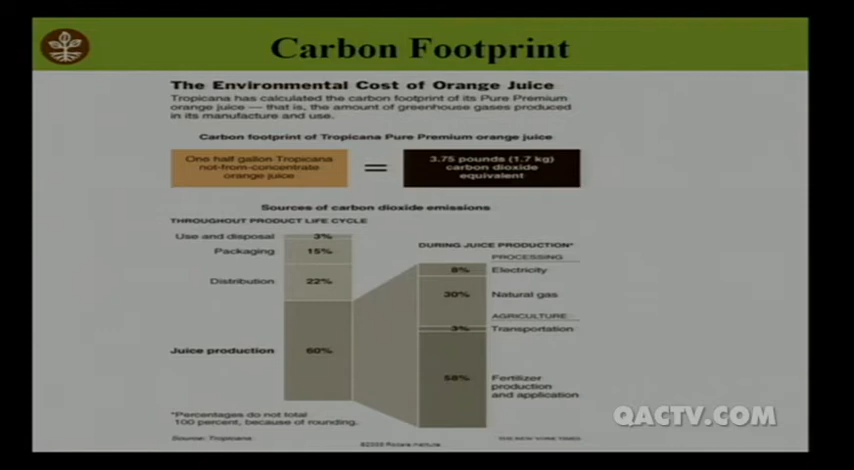 Carbon Footprint
The Environmental Cost of Orange Juice
Tropicana has calculated the carbon footprint of its Pure Premium
orange juice — that is, the amount of greenhouse gases produced
in its manufacture and use.
Carbon footprint of Tropicana Pure Premium orange juice
One half gallon Tropicana
not-from-concentrate
orange juice
=
3.75 pounds (1.7 kg)
carbon dioxide
equivalent
Sources of carbon dioxide emissions
THROUGHOUT PRODUCT LIFE CYCLE
Use and disposal 3%
Packaging 15%
Distribution 22%
Juice production 60%
DURING JUICE PRODUCTION*
PROCESSING
8% Electricity
30% Natural gas
AGRICULTURE
3% Transportation
58% Fertilizer
production
and application
*Percentages do not total
100 percent, because of rounding.
Source: Tropicana
Institute
THE NEW YORK TIMES
QACTV.COM